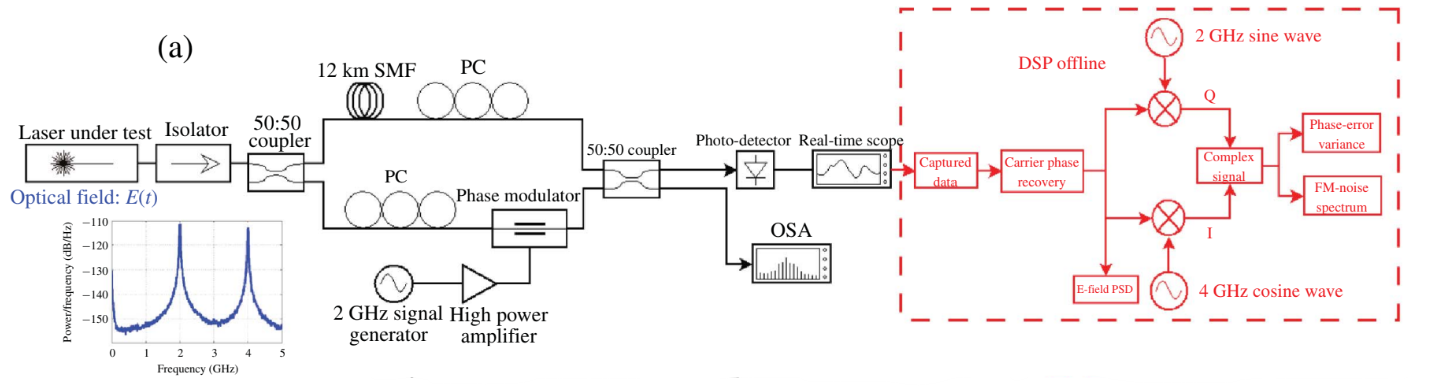 (a)
12 km SMF
PC
Laser under test
Isolator
50:50
coupler
Optical field: E(t)
PC
Phase modulator
2 GHz signal
generator
High power
amplifier
50:50 coupler
Photo-detector
Real-time scope
OSA
Power/frequency (dB/Hz)
−110
−120
−130
−140
−150
0
1
2
3
4
5
Frequency (GHz)
DSP offline
2 GHz sine wave
Captured
data
Carrier phase
recovery
Q
Complex
signal
I
Phase-error
variance
FM-noise
spectrum
E-field PSD
4 GHz cosine wave